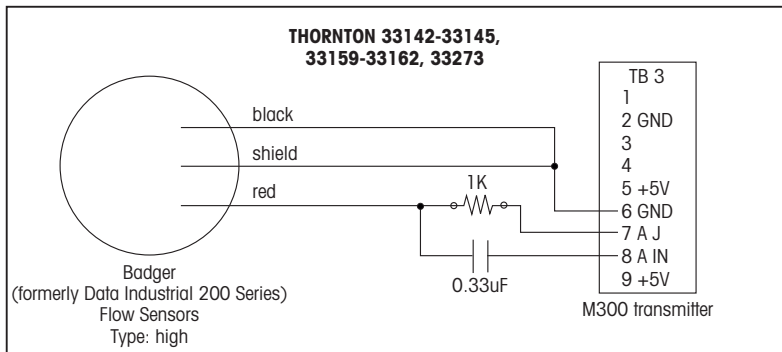 THORNTON 33142-33145,
33159-33162, 33273
black
shield
red
1K
0.33uF
Badger
(formerly Data Industrial 200 Series)
Flow Sensors
Type: high
TB 3
1
2 GND
3
4
5 +5V
6 GND
7 A J
8 A IN
9 +5V
M300 transmitter